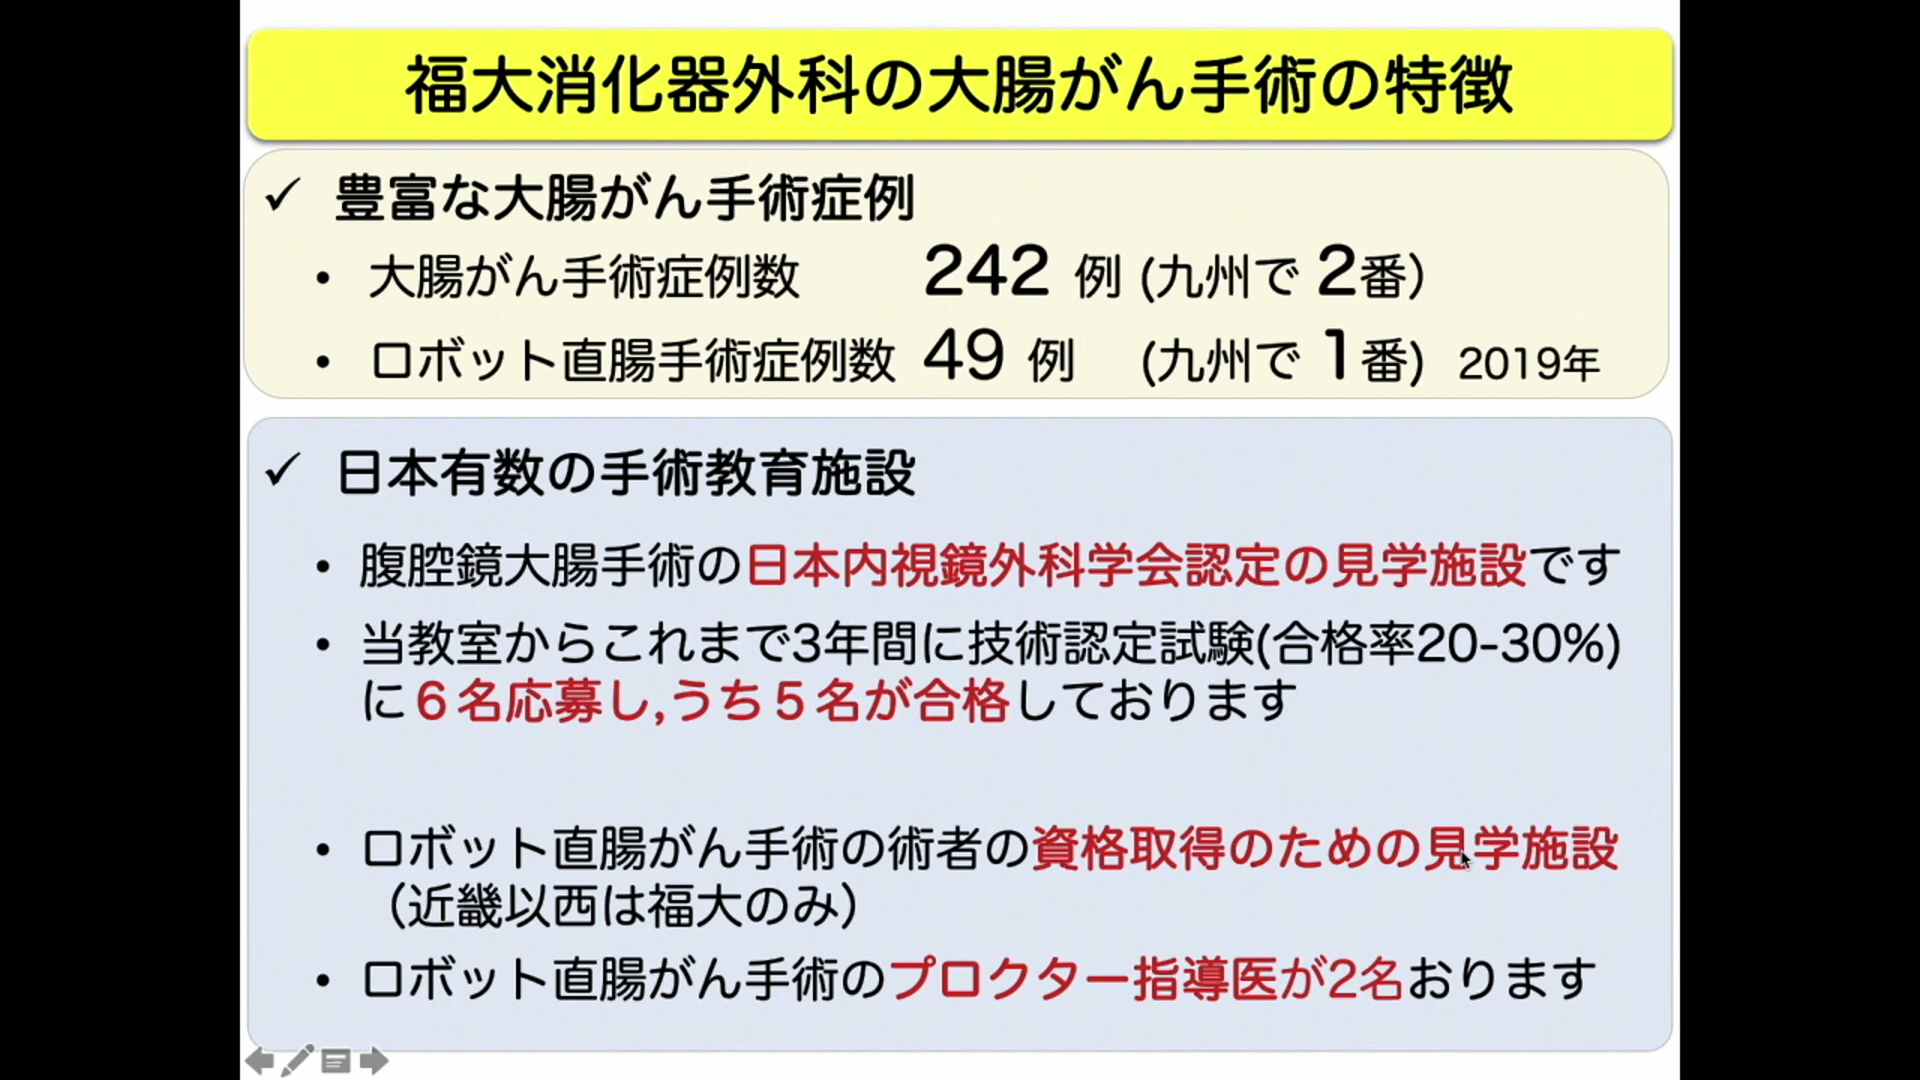 福大消化器外科の大腸がん手術の特徴
✓ 豊富な大腸がん手術症例
• 大腸がん手術症例数 242 例 (九州で 2番)
• ロボット直腸手術症例数 49 例 (九州で 1番) 2019年
✓ 日本有数の手術教育施設
• 腹腔鏡大腸手術の日本内視鏡外科学会認定の見学施設です
• 当教室からこれまで3年間に技術認定試験(合格率20-30%)
に６名応募し,うち５名が合格しております
• ロボット直腸がん手術の術者の資格取得のための見学施設
（近畿以西は福大のみ）
• ロボット直腸がん手術のプロクター指導医が2名おります